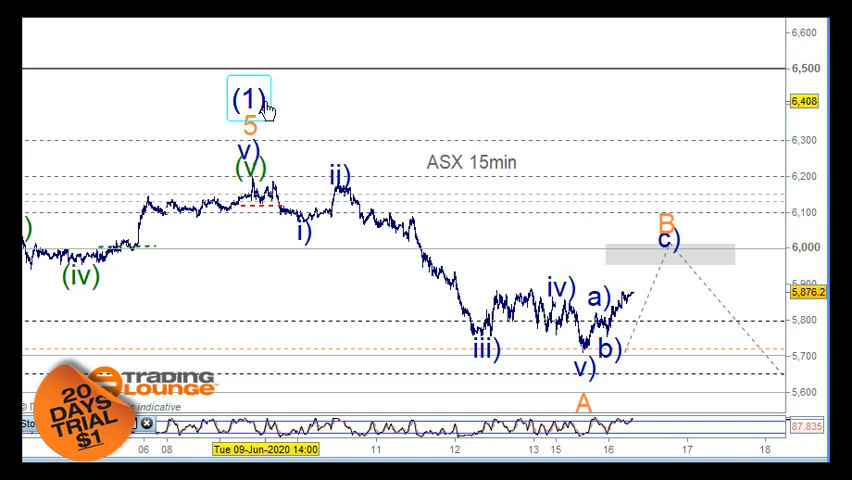 6,600
6,500
6,408
(1)
5
v)
(v)
6,300
ASX 15min
ii)
6,200
6,100
i)
B
c)
6,000
(iv)
iv)
a)
5,876.2
5,800
iii)
b)
5,700
v)
A
5,600
TRADING
LOUNGE
20
DAYS
TRIAL
$1
indicative
87.835
06
08
Tue 09-Jun-2020 14:00
11
12
13
15
16
17
18